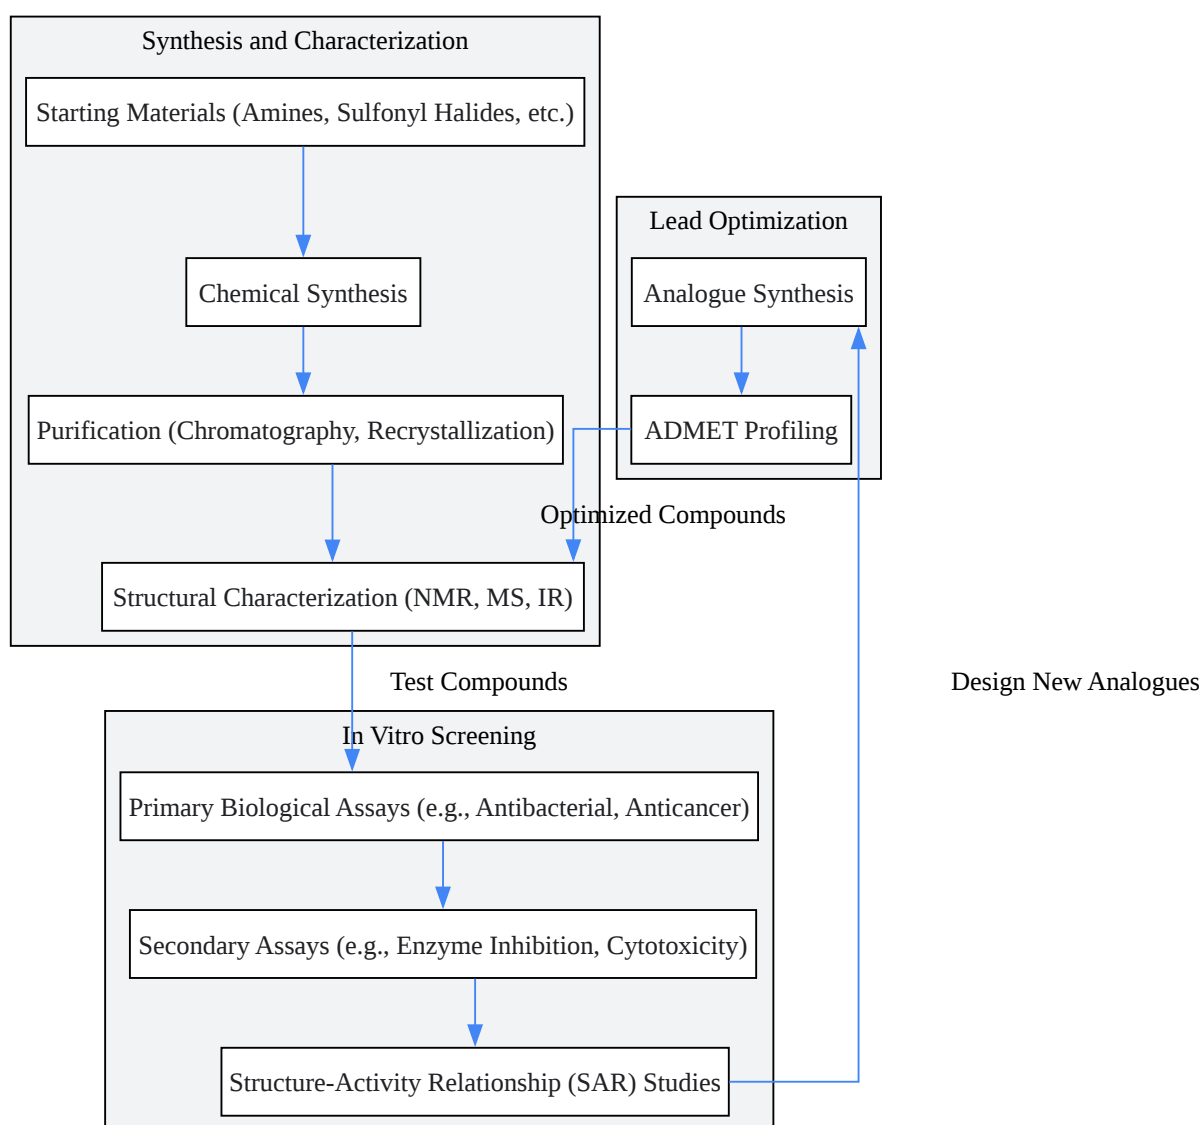 Synthesis and Characterization
Starting Materials (Amines, Sulfonyl Halides, etc.)
Chemical Synthesis
Purification (Chromatography, Recrystallization)
Structural Characterization (NMR, MS, IR)
Lead Optimization
Analogue Synthesis
ADMET Profiling
Optimized Compounds
Test Compounds
Design New Analogues
In Vitro Screening
Primary Biological Assays (e.g., Antibacterial, Anticancer)
Secondary Assays (e.g., Enzyme Inhibition, Cytotoxicity)
Structure-Activity Relationship (SAR) Studies